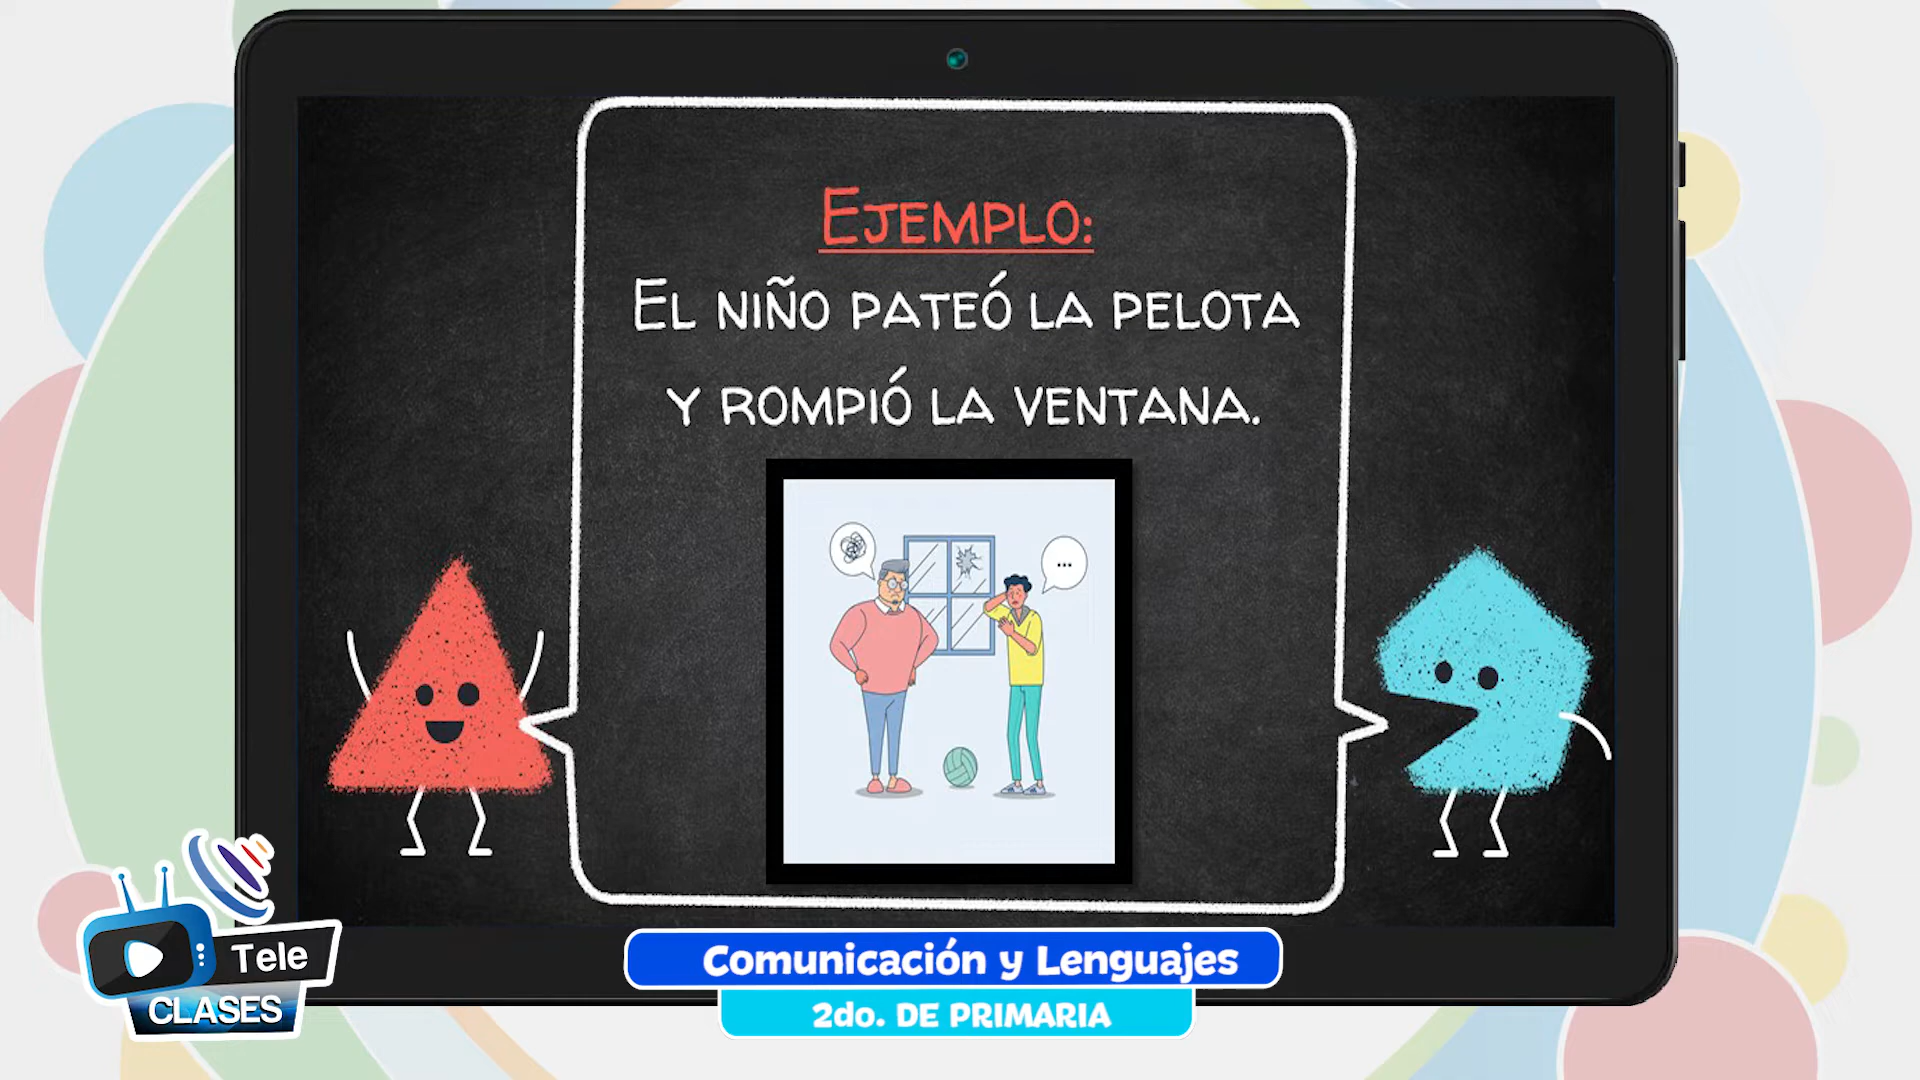 EJEMPLO:
EL NIÑO PATEÓ LA PELOTA
Y ROMPIÓ LA VENTANA.
...
Tele
CLASES
Comunicación y Lenguajes
2do. DE PRIMARIA